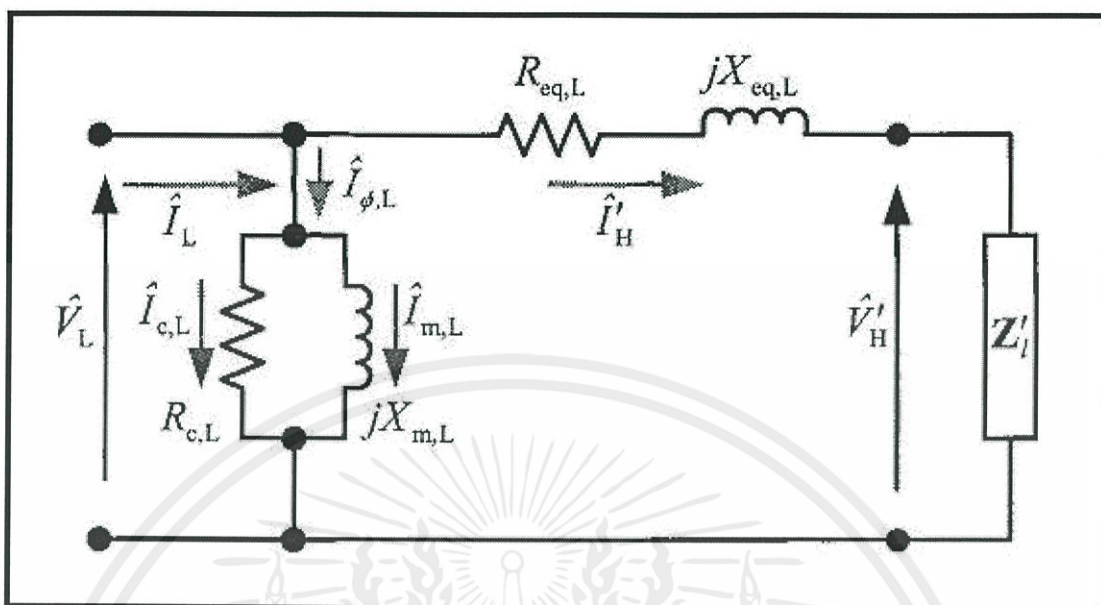 R_eq,L jX_eq,L
Î_L Î_ϕ,L Î'_H
V̂_L Î_c,L Î_m,L V̂'_H Z'_l
R_c,L jX_m,L